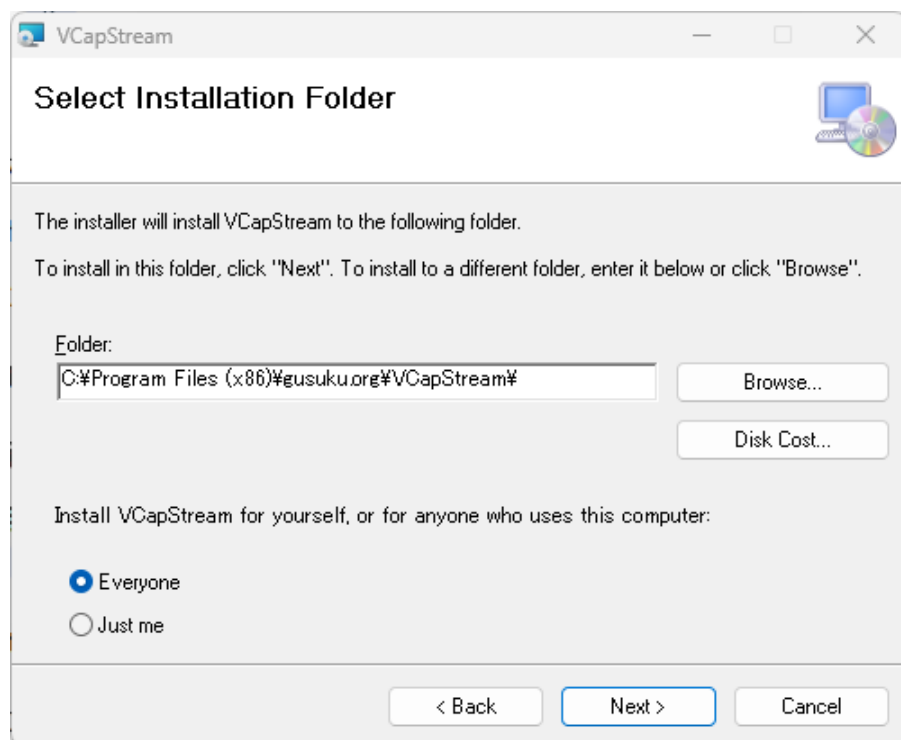 VCapStream
Select Installation Folder
The installer will install VCapStream to the following folder.
To install in this folder, click "Next". To install to a different folder, enter it below or click "Browse".
Folder:
C:¥Program Files (x86)¥gusuku.org¥VCapStream¥
Browse...
Disk Cost...
Install VCapStream for yourself, or for anyone who uses this computer:
Everyone
Just me
< Back
Next >
Cancel